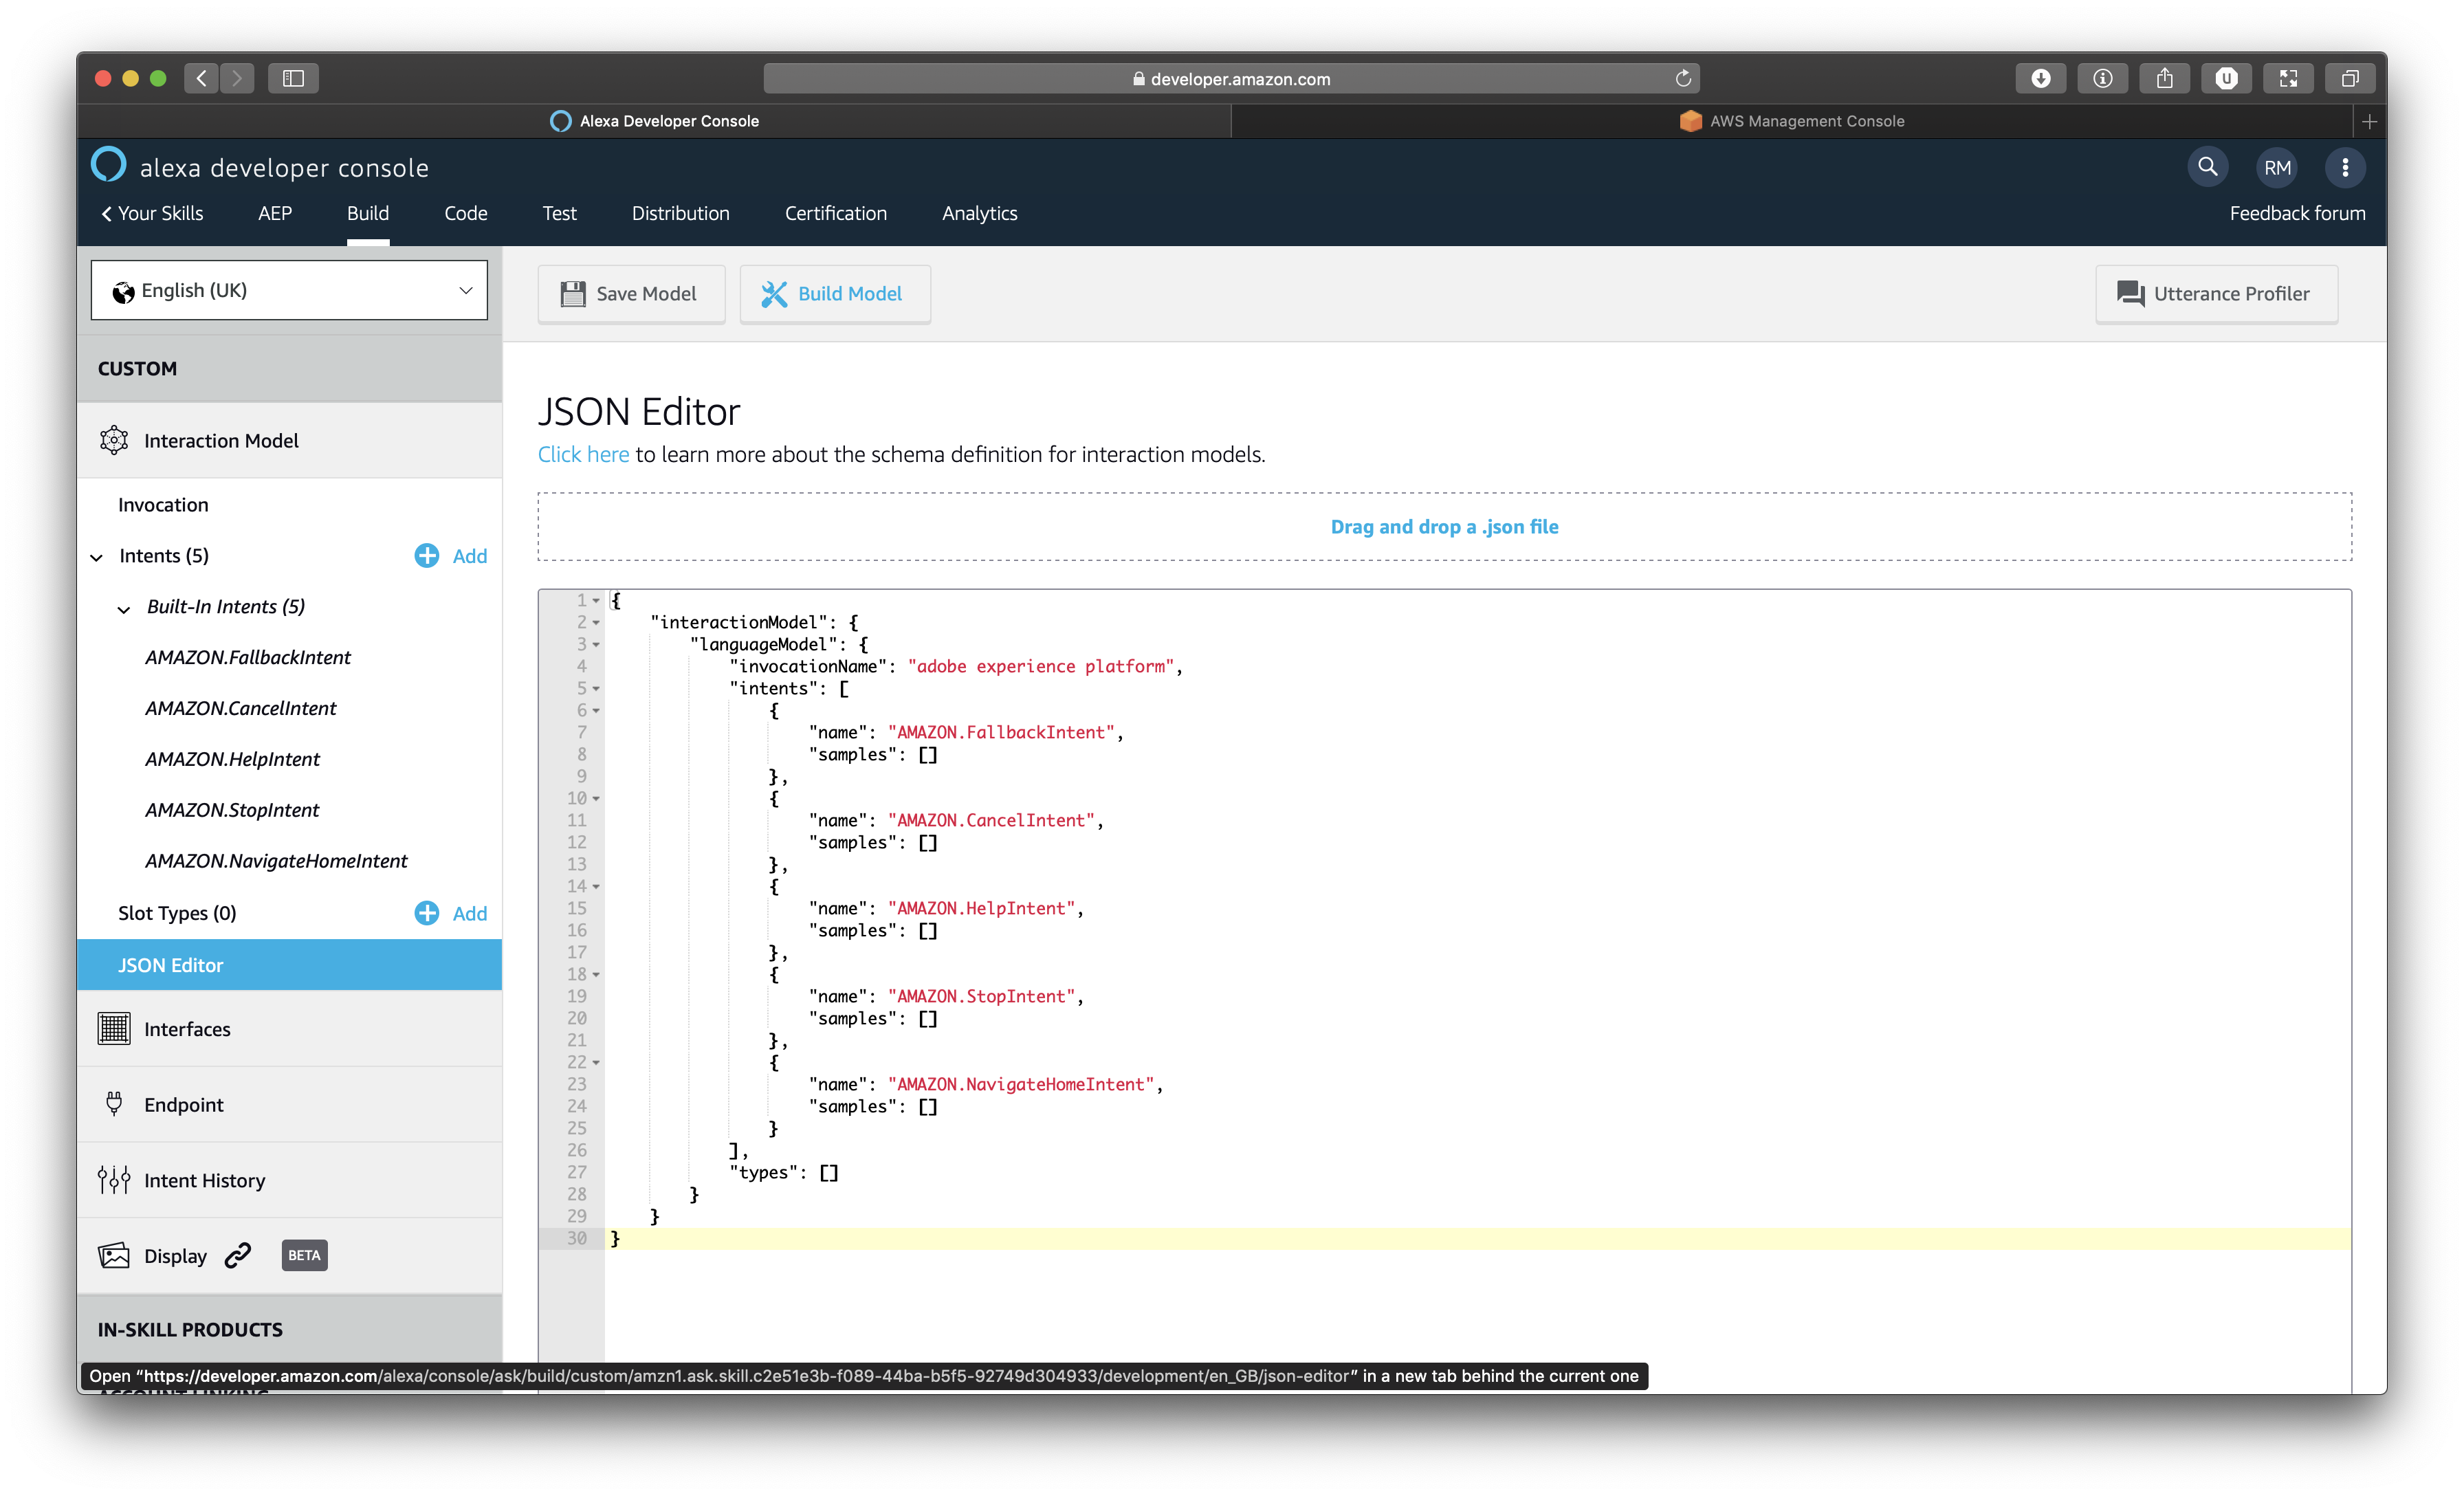 developer.amazon.com
Alexa Developer Console
AWS Management Console
alexa developer console
RM
Your Skills
AEP
Build
Code
Test
Distribution
Certification
Analytics
Feedback forum
English (UK)
Save Model
Build Model
Utterance Profiler
CUSTOM
Interaction Model
Invocation
Intents (5)
Add
Built-In Intents (5)
AMAZON.FallbackIntent
AMAZON.CancelIntent
AMAZON.HelpIntent
AMAZON.StopIntent
AMAZON.NavigateHomeIntent
Slot Types (0)
Add
JSON Editor
Interfaces
Endpoint
Intent History
Display
BETA
IN-SKILL PRODUCTS
JSON Editor
Click here to learn more about the schema definition for interaction models.
Drag and drop a .json file
1 {
2 "interactionModel": {
3 "languageModel": {
4 "invocationName": "adobe experience platform",
5 "intents": [
6 {
7 "name": "AMAZON.FallbackIntent",
8 "samples": []
9 },
10 {
11 "name": "AMAZON.CancelIntent",
12 "samples": []
13 },
14 {
15 "name": "AMAZON.HelpIntent",
16 "samples": []
17 },
18 {
19 "name": "AMAZON.StopIntent",
20 "samples": []
21 },
22 {
23 "name": "AMAZON.NavigateHomeIntent",
24 "samples": []
25 }
26 ],
27 "types": []
28 }
29 }
30 }
Open “https://developer.amazon.com/alexa/console/ask/build/custom/amzn1.ask.skill.c2e51e3b-f089-44ba-b5f5-92749d304933/development/en_GB/json-editor” in a new tab behind the current one